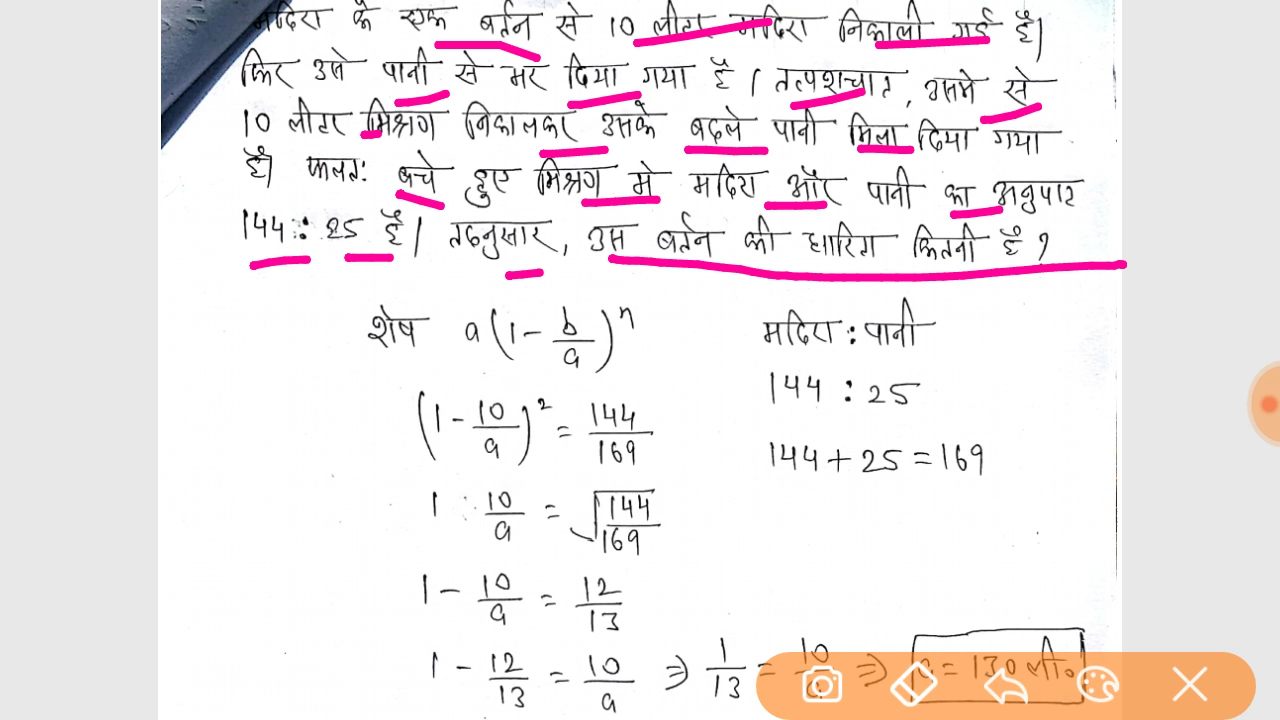 मदिरा के एक बर्तन से 10 लीटर मदिरा निकाली गई है।
फिर उसे पानी से भर दिया गया है। तत्पश्चात, उसमे से
10 लीटर मिश्रण निकालकर उसके बदले पानी मिला दिया गया
है। फलतः बचे हुए मिश्रण मे मदिरा और पानी का अनुपात
144 : 25 है। तदनुसार, उस बर्तन की धारिता कितनी है ?
शेष a(1 - b/a)^n
मदिरा : पानी
(1 - 10/a)^2 = 144/169
144 : 25
144 + 25 = 169
1 10/a = √144/169
1 - 10/a = 12/13
1 - 12/13 = 10/a ⇒ 1/13 = 10/a ⇒ a = 130 ली०